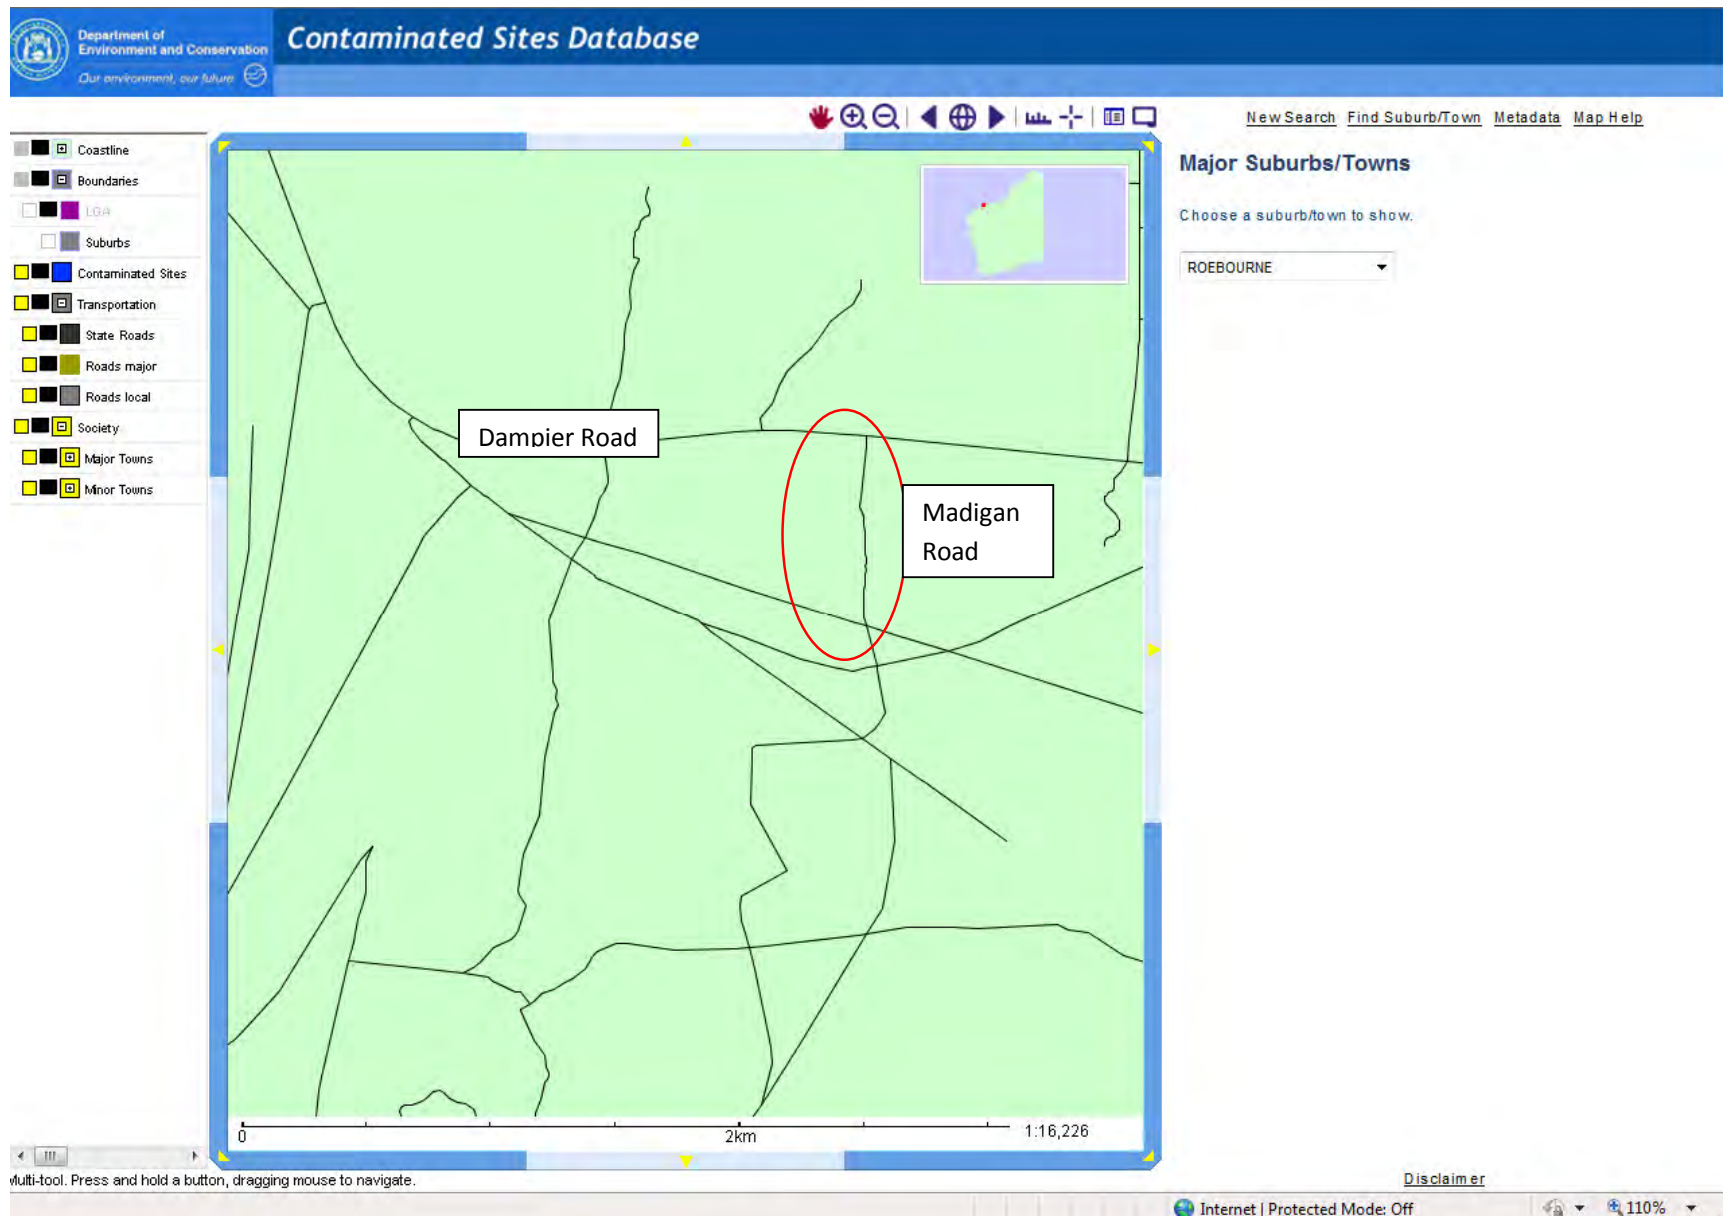 Department of
Environment and Conservation
Our environment, our future
Contaminated Sites Database
New Search Find Suburb/Town Metadata Map Help
Coastline
Boundaries
LGA
Suburbs
Contaminated Sites
Transportation
State Roads
Roads major
Roads local
Society
Major Towns
Minor Towns
Dampier Road
Madigan
Road
0 2km 1:16,226
Major Suburbs/Towns
Choose a suburb/town to show.
ROEBOURNE
Multi-tool. Press and hold a button, dragging mouse to navigate.
Disclaimer
Internet | Protected Mode: Off 110%